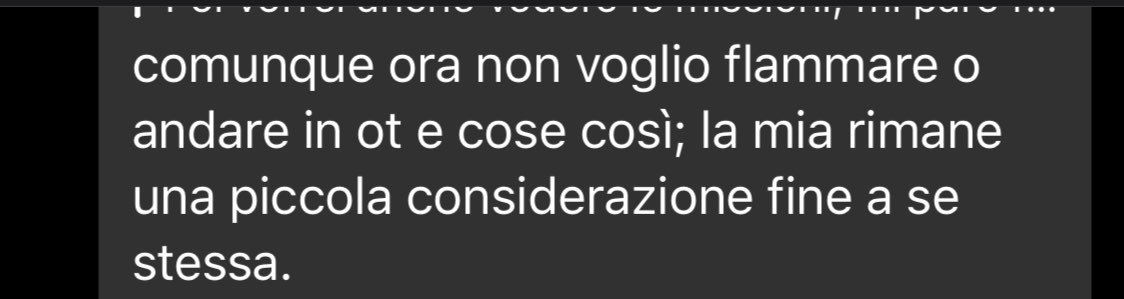 comunque ora non voglio flammare o
andare in ot e cose così; la mia rimane
una piccola considerazione fine a se
stessa.